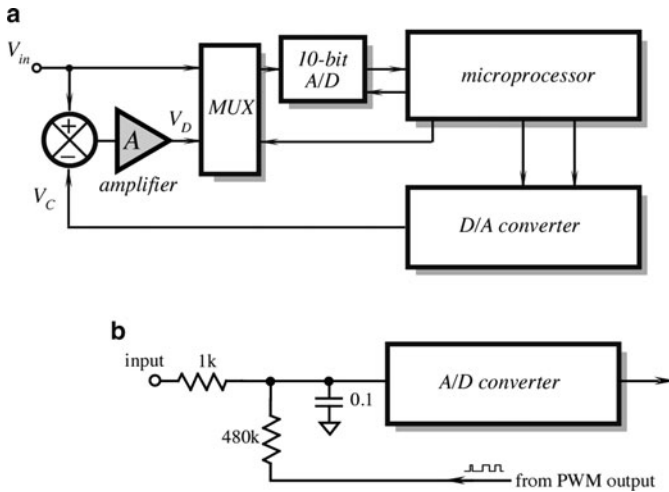 a
V_in
10-bit
A/D
microprocessor
MUX
A
V_D
amplifier
+
−
V_C
D/A converter
b
input
1k
A/D converter
0.1
480k
from PWM output